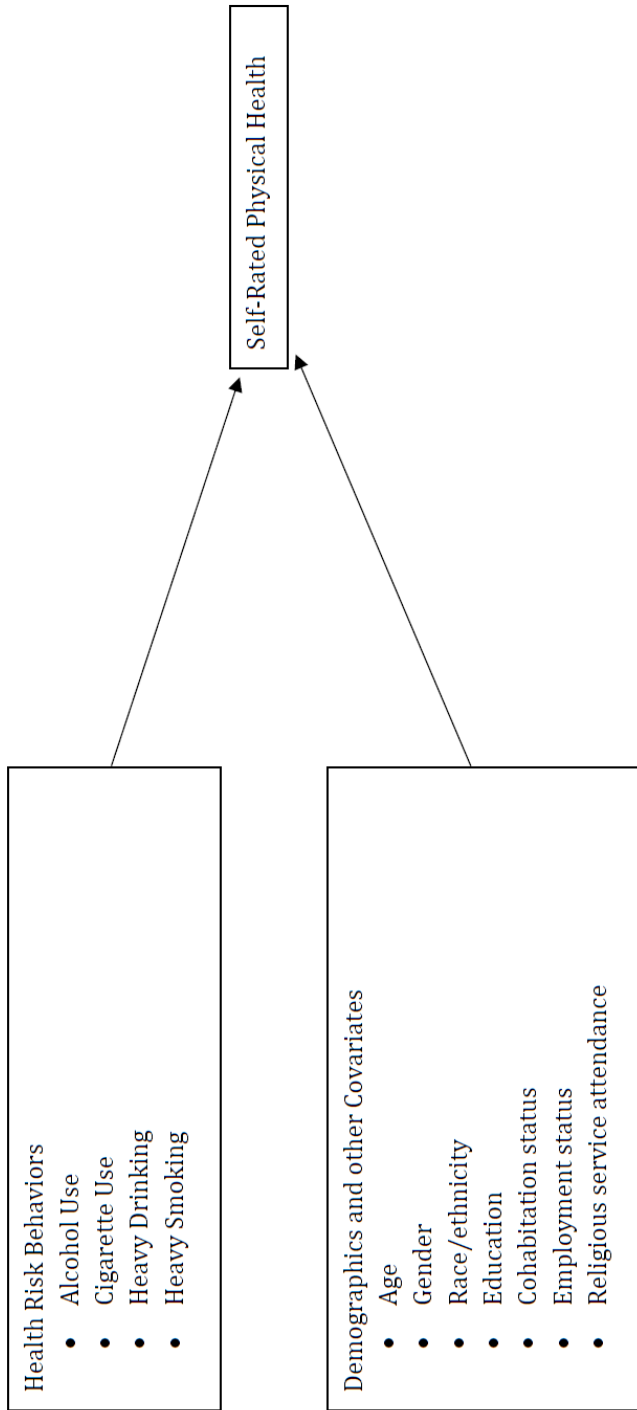 Health Risk Behaviors
• Alcohol Use
• Cigarette Use
• Heavy Drinking
• Heavy Smoking
Demographics and other Covariates
• Age
• Gender
• Race/ethnicity
• Education
• Cohabitation status
• Employment status
• Religious service attendance
Self-Rated Physical Health